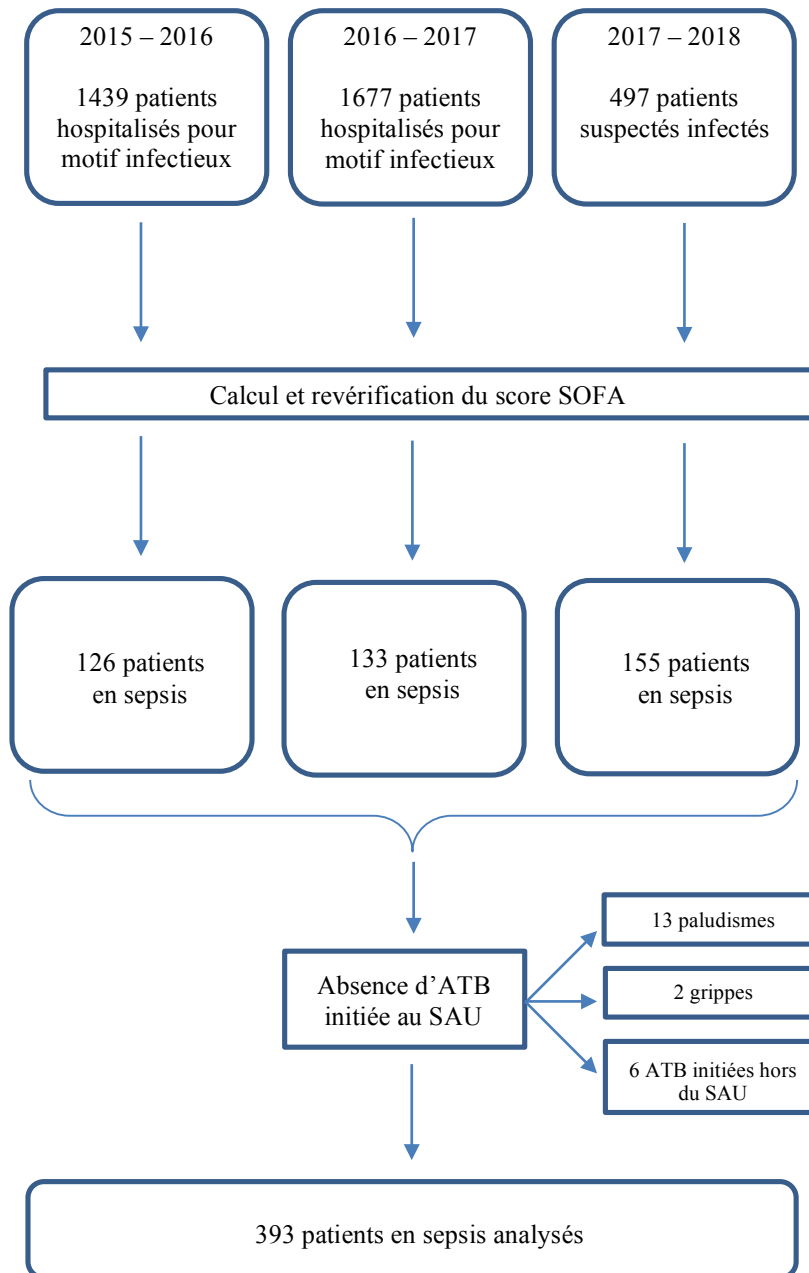 2015 – 2016
1439 patients
hospitalisés pour
motif infectieux
2016 – 2017
1677 patients
hospitalisés pour
motif infectieux
2017 – 2018
497 patients
suspectés infectés
Calcul et revérification du score SOFA
126 patients
en sepsis
133 patients
en sepsis
155 patients
en sepsis
Absence d’ATB
initiée au SAU
13 paludismes
2 grippes
6 ATB initiées hors
du SAU
393 patients en sepsis analysés